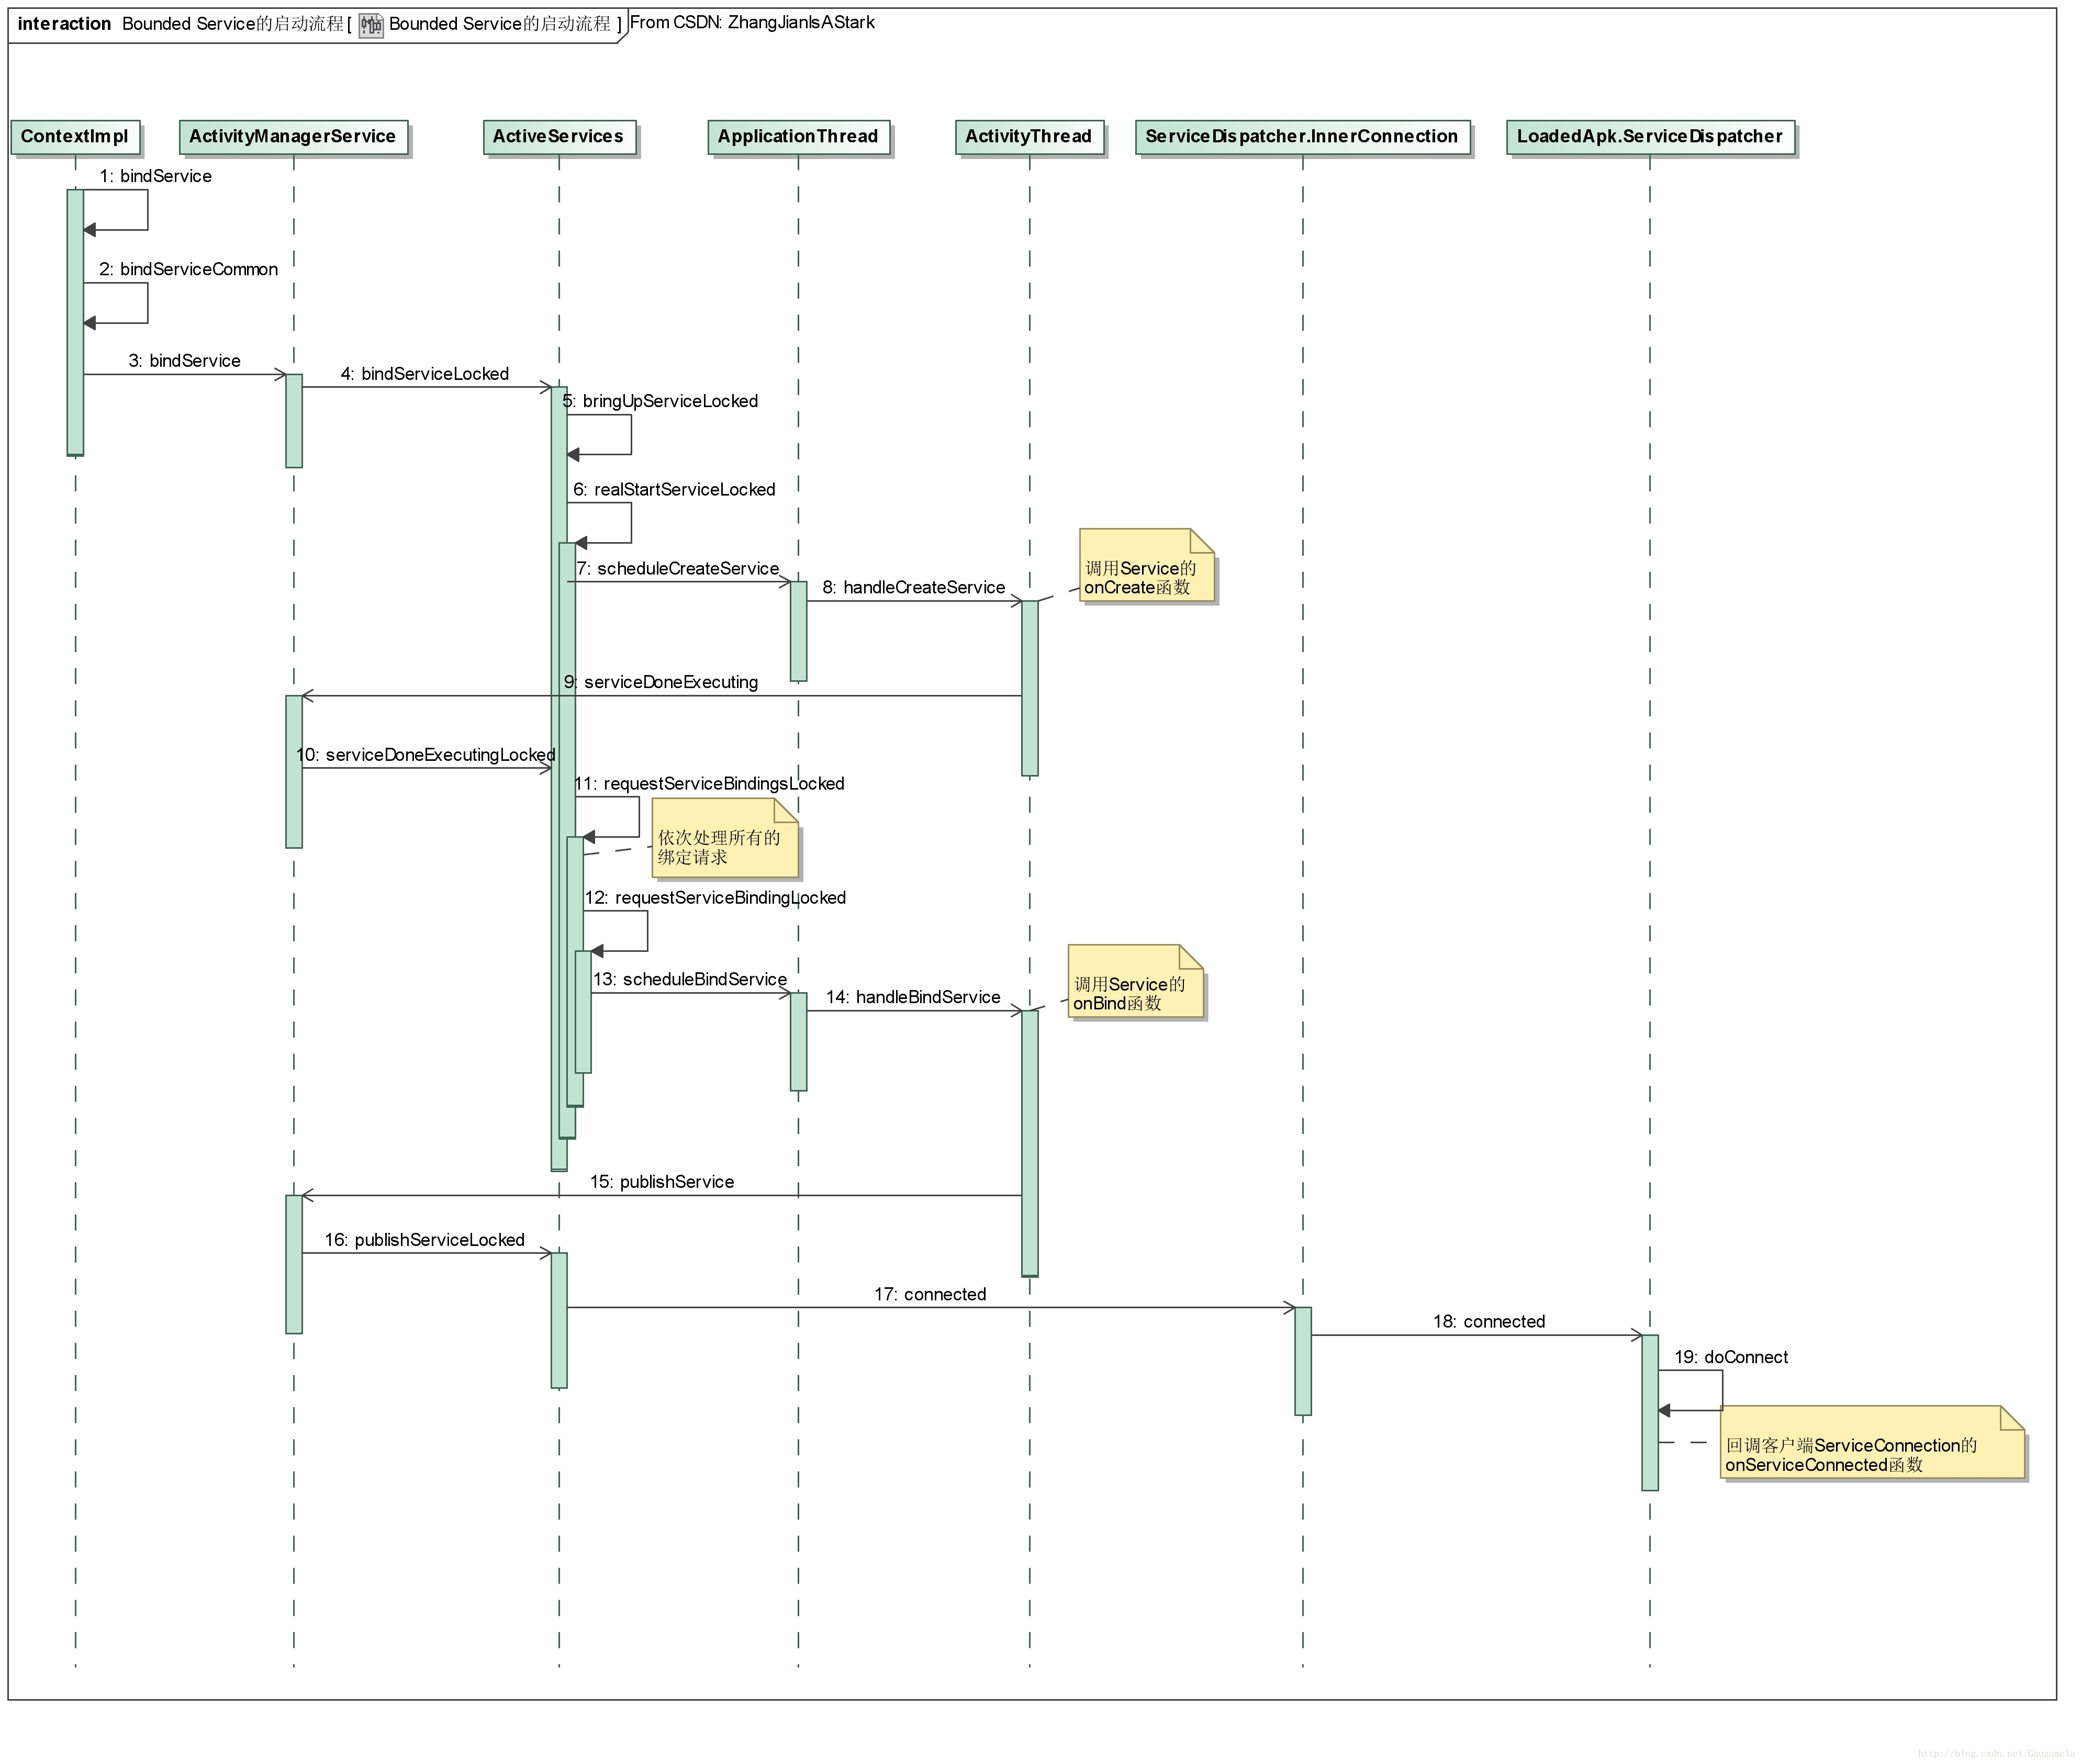 interaction Bounded Service的启动流程[ Bounded Service的启动流程 ] From CSDN: ZhangJianIsAStark
ContextImpl
ActivityManagerService
ActiveServices
ApplicationThread
ActivityThread
ServiceDispatcher.InnerConnection
LoadedApk.ServiceDispatcher
1: bindService
2: bindServiceCommon
3: bindService
4: bindServiceLocked
5: bringUpServiceLocked
6: realStartServiceLocked
7: scheduleCreateService
8: handleCreateService
调用Service的
onCreate函数
9: serviceDoneExecuting
10: serviceDoneExecutingLocked
11: requestServiceBindingsLocked
依次处理所有的
绑定请求
12: requestServiceBindingLocked
13: scheduleBindService
14: handleBindService
调用Service的
onBind函数
15: publishService
16: publishServiceLocked
17: connected
18: connected
19: doConnect
回调客户端ServiceConnection的
onServiceConnected函数
http://blog.csdn.net/Gaugamela